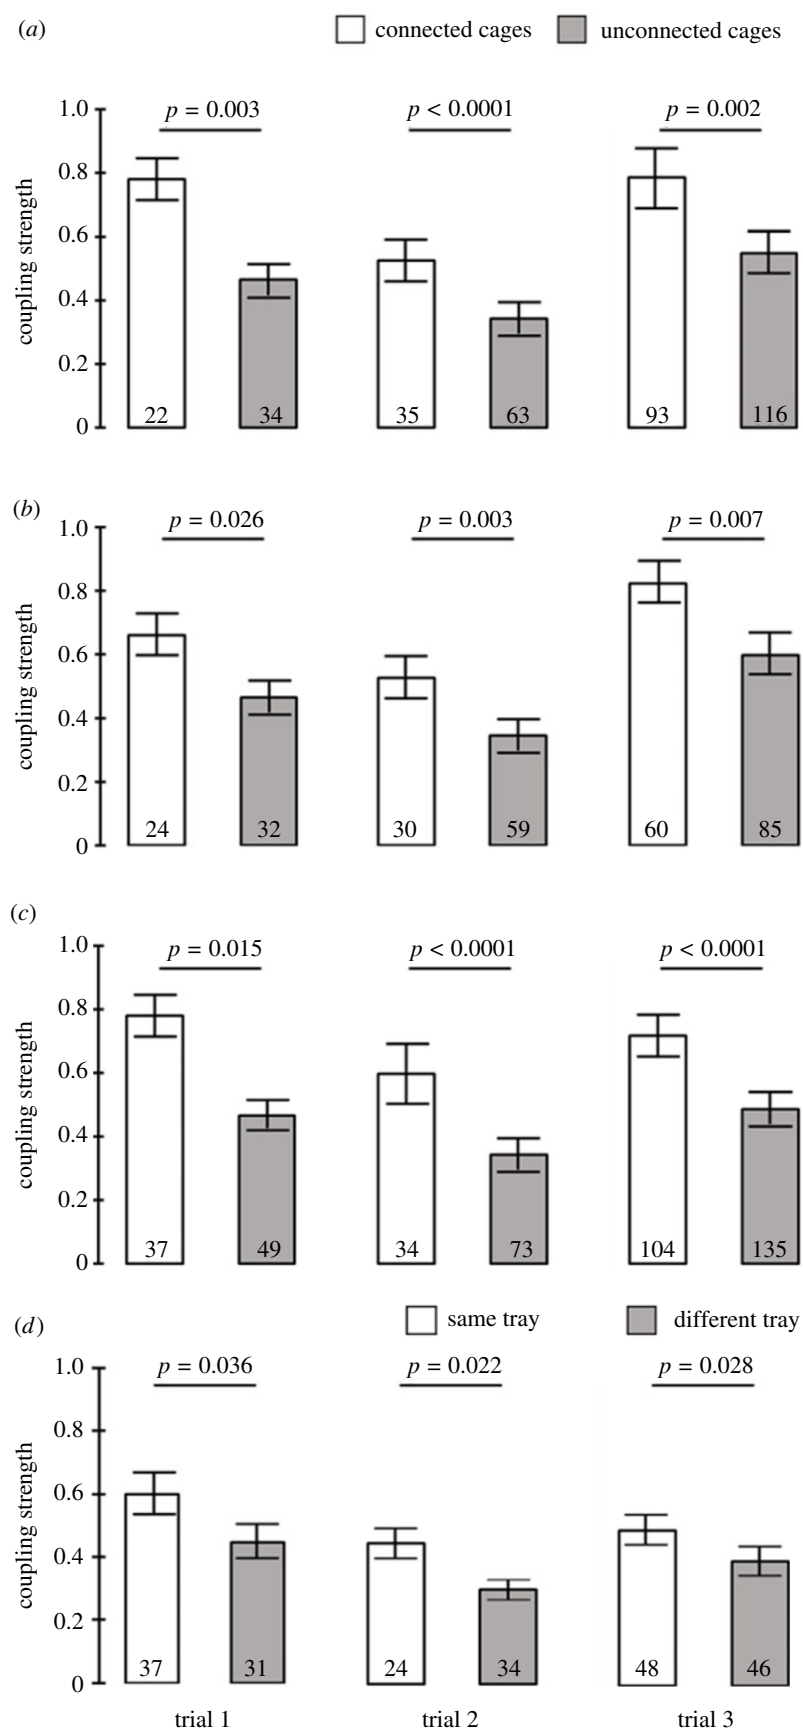 (a) connected cages unconnected cages
p = 0.003 p < 0.0001 p = 0.002
1.0
0.8
0.6
0.4
0.2
0
coupling strength
22 34 35 63 93 116
(b)
p = 0.026 p = 0.003 p = 0.007
1.0
0.8
0.6
0.4
0.2
0
coupling strength
24 32 30 59 60 85
(c)
p = 0.015 p < 0.0001 p < 0.0001
1.0
0.8
0.6
0.4
0.2
0
coupling strength
37 49 34 73 104 135
(d) same tray different tray
p = 0.036 p = 0.022 p = 0.028
1.0
0.8
0.6
0.4
0.2
0
coupling strength
37 31 24 34 48 46
trial 1 trial 2 trial 3